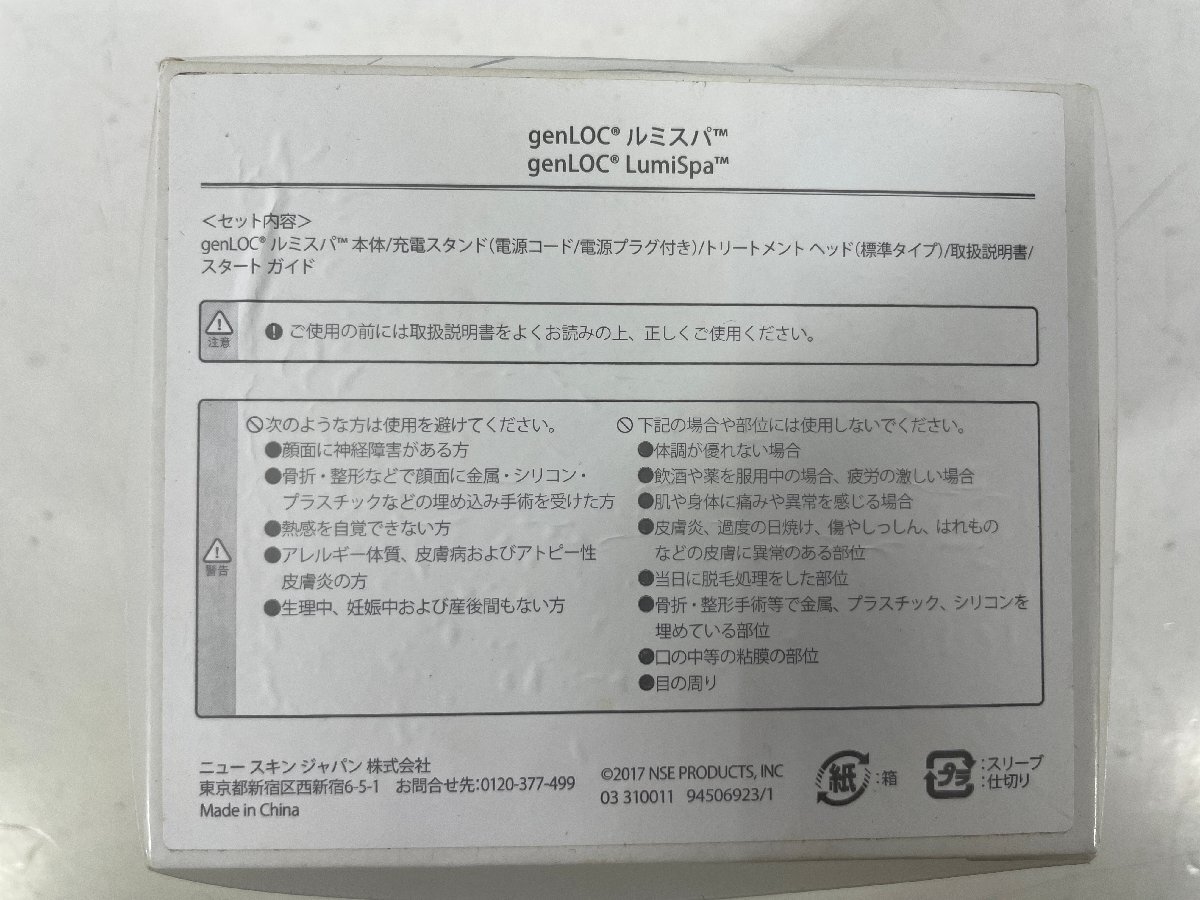 genLOC® ルミスパ™
genLOC® LumiSpa™
＜セット内容＞
genLOC® ルミスパ™ 本体/充電スタンド(電源コード/電源プラグ付き)/トリートメント ヘッド(標準タイプ)/取扱説明書/
スタート ガイド
注意
ご使用の前には取扱説明書をよくお読みの上、正しくご使用ください。
警告
次のような方は使用を避けてください。
●顔面に神経障害がある方
●骨折・整形などで顔面に金属・シリコン・
プラスチックなどの埋め込み手術を受けた方
●熱感を自覚できない方
●アレルギー体質、皮膚病およびアトピー性
皮膚炎の方
●生理中、妊娠中および産後間もない方
下記の場合や部位には使用しないでください。
●体調が優れない場合
●飲酒や薬を服用中の場合、疲労の激しい場合
●肌や身体に痛みや異常を感じる場合
●皮膚炎、過度の日焼け、傷やしっしん、はれもの
などの皮膚に異常のある部位
●当日に脱毛処理をした部位
●骨折・整形手術等で金属、プラスチック、シリコンを
埋めている部位
●口の中等の粘膜の部位
●目の周り
ニュー スキン ジャパン 株式会社
東京都新宿区西新宿6-5-1 お問合せ先:0120-377-499
Made in China
©2017 NSE PRODUCTS, INC
03 310011 94506923/1
紙:箱
プラ:スリーブ
:仕切り